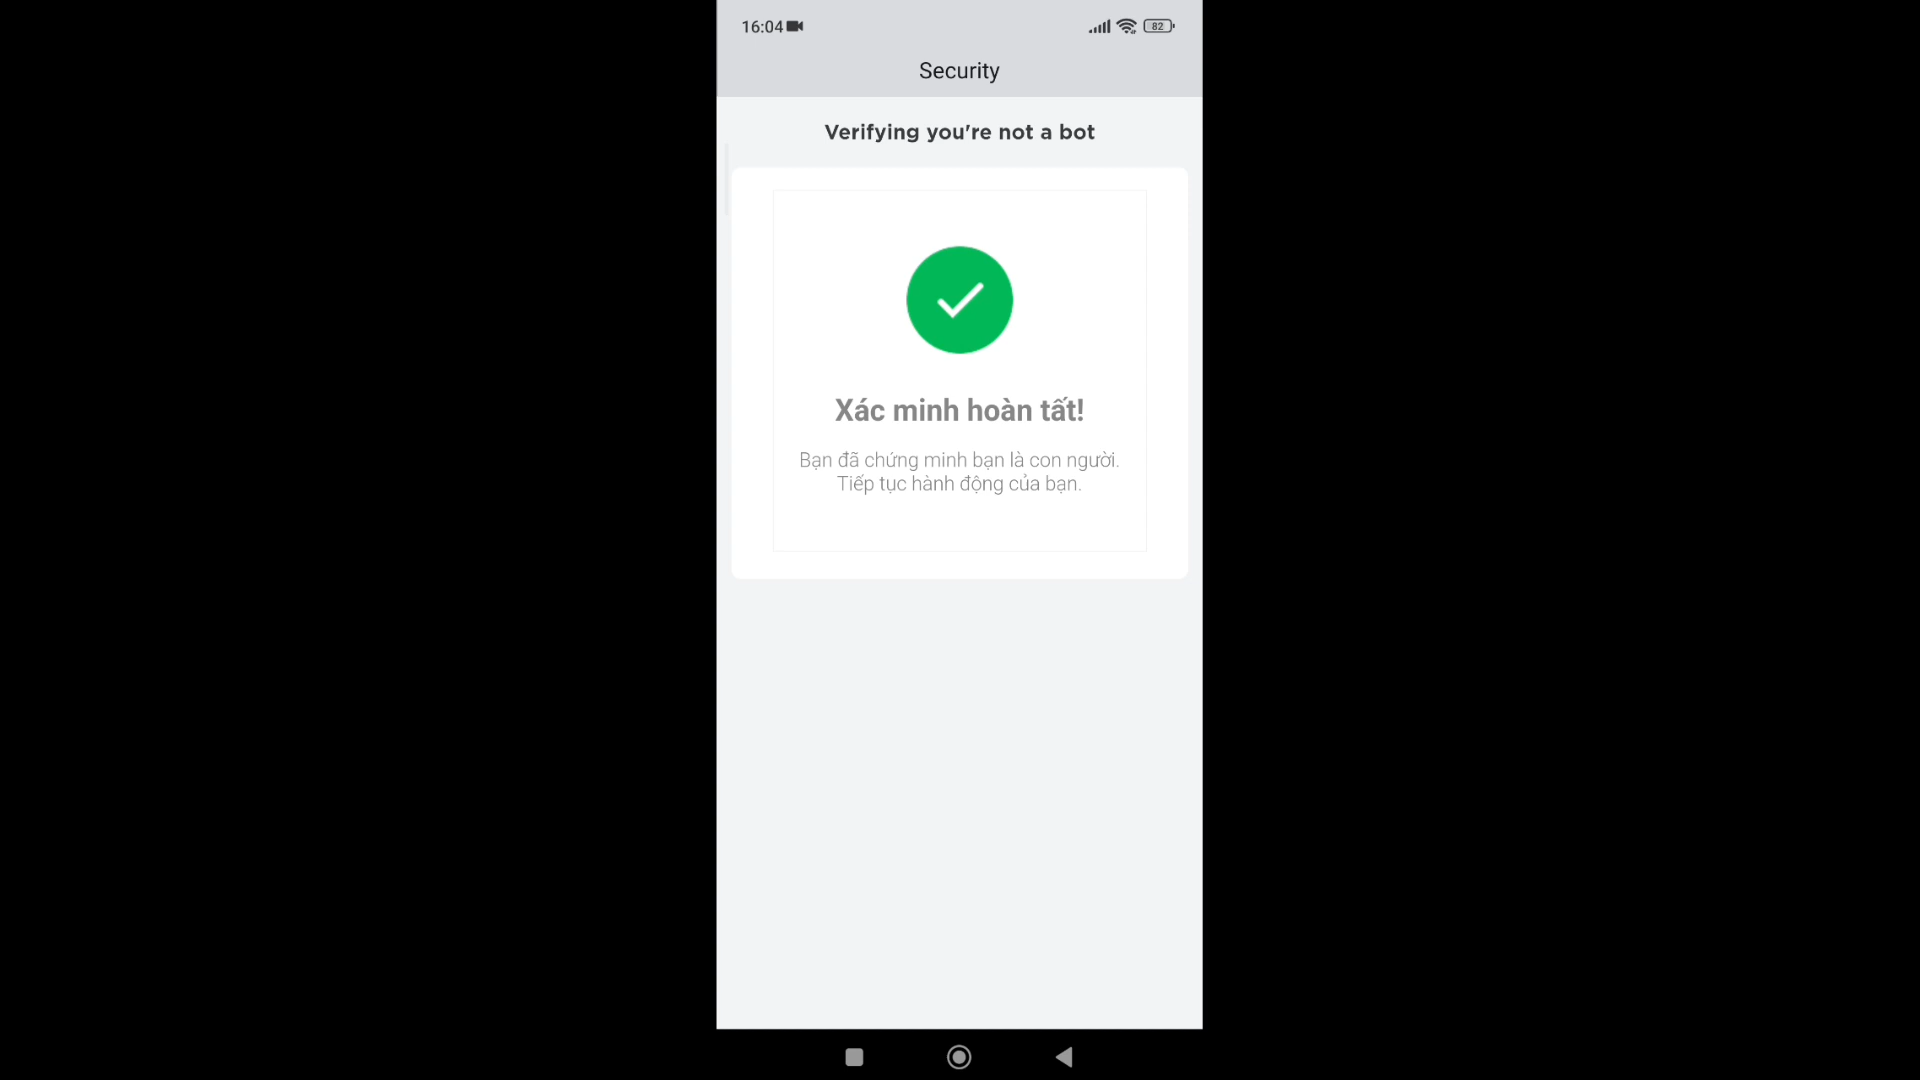 16:04
82
Security
Verifying you're not a bot
Xác minh hoàn tất!
Bạn đã chứng minh bạn là con người.
Tiếp tục hành động của bạn.